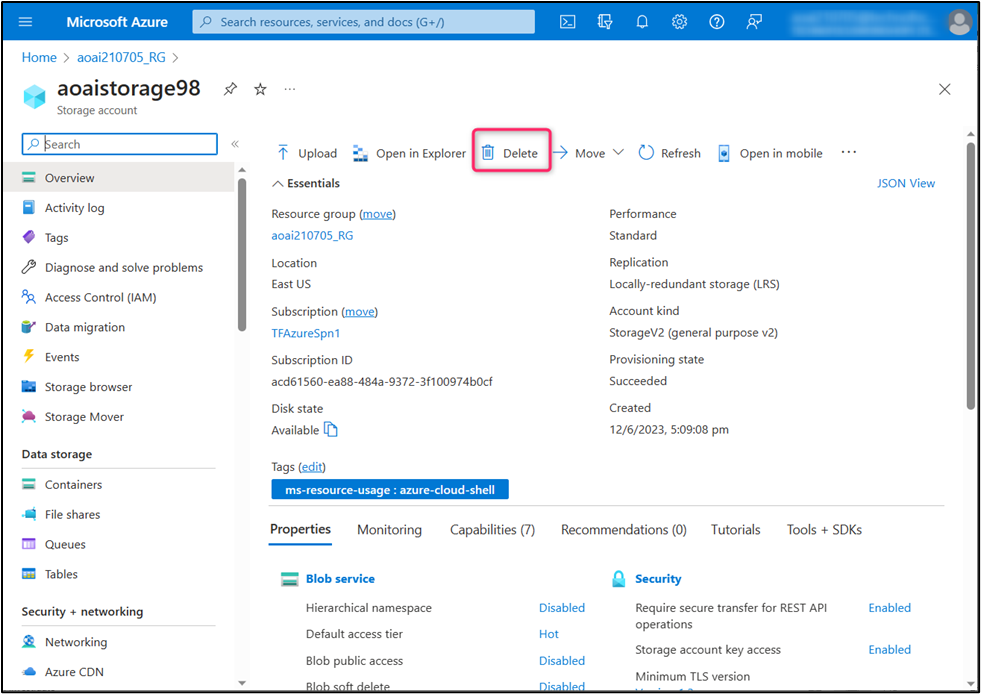 Microsoft Azure
Search resources, services, and docs (G+/)
Home > aoai210705_RG >
aoaistorage98
...
Storage account
Search
«
Overview
Activity log
Tags
Diagnose and solve problems
Access Control (IAM)
Data migration
Events
Storage browser
Storage Mover
Data storage
Containers
File shares
Queues
Tables
Security + networking
Networking
Azure CDN
Upload
Open in Explorer
Delete
Move
Refresh
Open in mobile
...
Essentials
JSON View
Resource group (move)
aoai210705_RG
Location
East US
Subscription (move)
TFAzureSpn1
Subscription ID
acd61560-ea88-484a-9372-3f100974b0cf
Disk state
Available
Performance
Standard
Replication
Locally-redundant storage (LRS)
Account kind
StorageV2 (general purpose v2)
Provisioning state
Succeeded
Created
12/6/2023, 5:09:08 pm
Tags (edit)
ms-resource-usage : azure-cloud-shell
Properties
Monitoring
Capabilities (7)
Recommendations (0)
Tutorials
Tools + SDKs
Blob service
Hierarchical namespace Disabled
Default access tier Hot
Blob public access Disabled
Blob soft delete Disabled
Security
Require secure transfer for REST API Enabled
operations
Storage account key access Enabled
Minimum TLS version